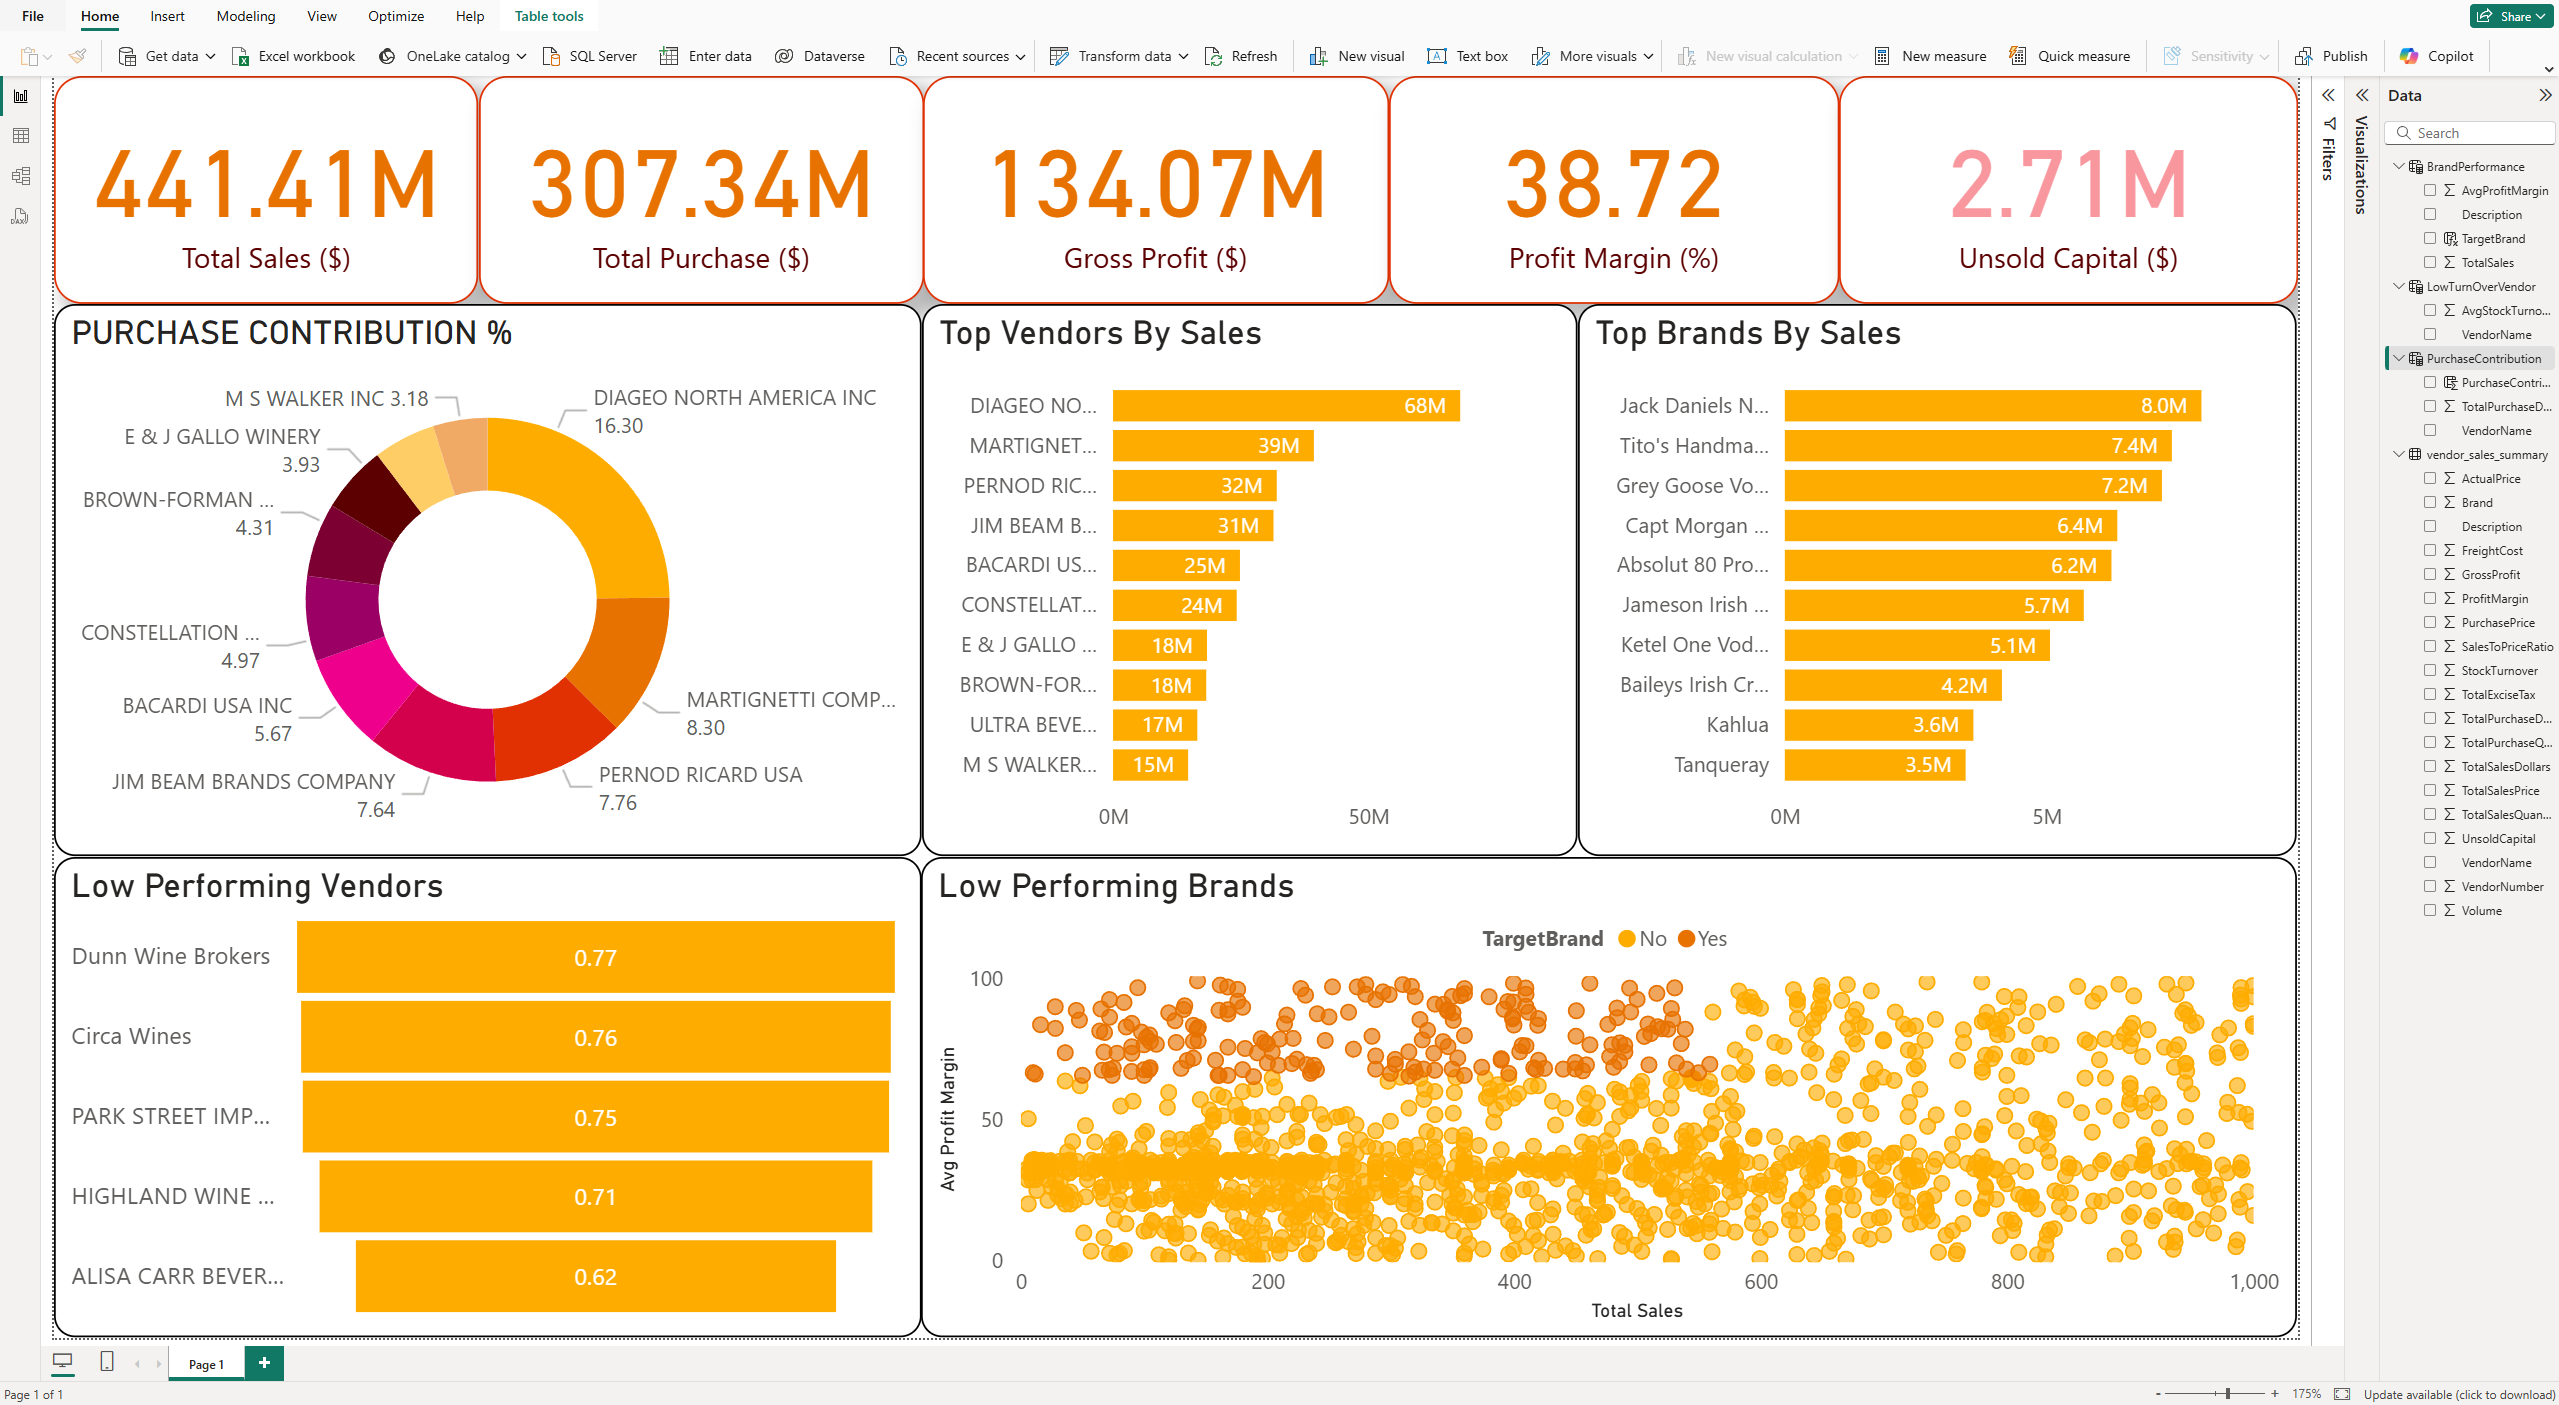 File Home Insert Modeling View Optimize Help Table tools Share
Get data Excel workbook OneLake catalog SQL Server Enter data Dataverse Recent sources Transform data Refresh New visual Text box More visuals New visual calculation New measure Quick measure Sensitivity Publish Copilot
441.41M
Total Sales ($)
307.34M
Total Purchase ($)
134.07M
Gross Profit ($)
38.72
Profit Margin (%)
2.71M
Unsold Capital ($)
PURCHASE CONTRIBUTION %
M S WALKER INC 3.18
DIAGEO NORTH AMERICA INC
16.30
E & J GALLO WINERY
3.93
BROWN-FORMAN ...
4.31
CONSTELLATION ...
4.97
BACARDI USA INC
5.67
MARTIGNETTI COMP...
8.30
JIM BEAM BRANDS COMPANY
7.64
PERNOD RICARD USA
7.76
Top Vendors By Sales
DIAGEO NO... 68M
MARTIGNET... 39M
PERNOD RIC... 32M
JIM BEAM B... 31M
BACARDI US... 25M
CONSTELLAT... 24M
E & J GALLO ... 18M
BROWN-FOR... 18M
ULTRA BEVE... 17M
M S WALKER... 15M
0M 50M
Top Brands By Sales
Jack Daniels N... 8.0M
Tito's Handma... 7.4M
Grey Goose Vo... 7.2M
Capt Morgan ... 6.4M
Absolut 80 Pro... 6.2M
Jameson Irish ... 5.7M
Ketel One Vod... 5.1M
Baileys Irish Cr... 4.2M
Kahlua 3.6M
Tanqueray 3.5M
0M 5M
Low Performing Vendors
Dunn Wine Brokers 0.77
Circa Wines 0.76
PARK STREET IMP... 0.75
HIGHLAND WINE ... 0.71
ALISA CARR BEVER... 0.62
Low Performing Brands
TargetBrand No Yes
100
50
0
Avg Profit Margin
0 200 400 600 800 1,000
Total Sales
Filters
Visualizations
Data
Search
BrandPerformance
AvgProfitMargin
Description
TargetBrand
TotalSales
LowTurnOverVendor
AvgStockTurno...
VendorName
PurchaseContribution
PurchaseContri...
TotalPurchaseD...
VendorName
vendor_sales_summary
ActualPrice
Brand
Description
FreightCost
GrossProfit
ProfitMargin
PurchasePrice
SalesToPriceRatio
StockTurnover
TotalExciseTax
TotalPurchaseD...
TotalPurchaseQ...
TotalSalesDollars
TotalSalesPrice
TotalSalesQuan...
UnsoldCapital
VendorName
VendorNumber
Volume
Page 1
Page 1 of 1
- + 175% Update available (click to download)